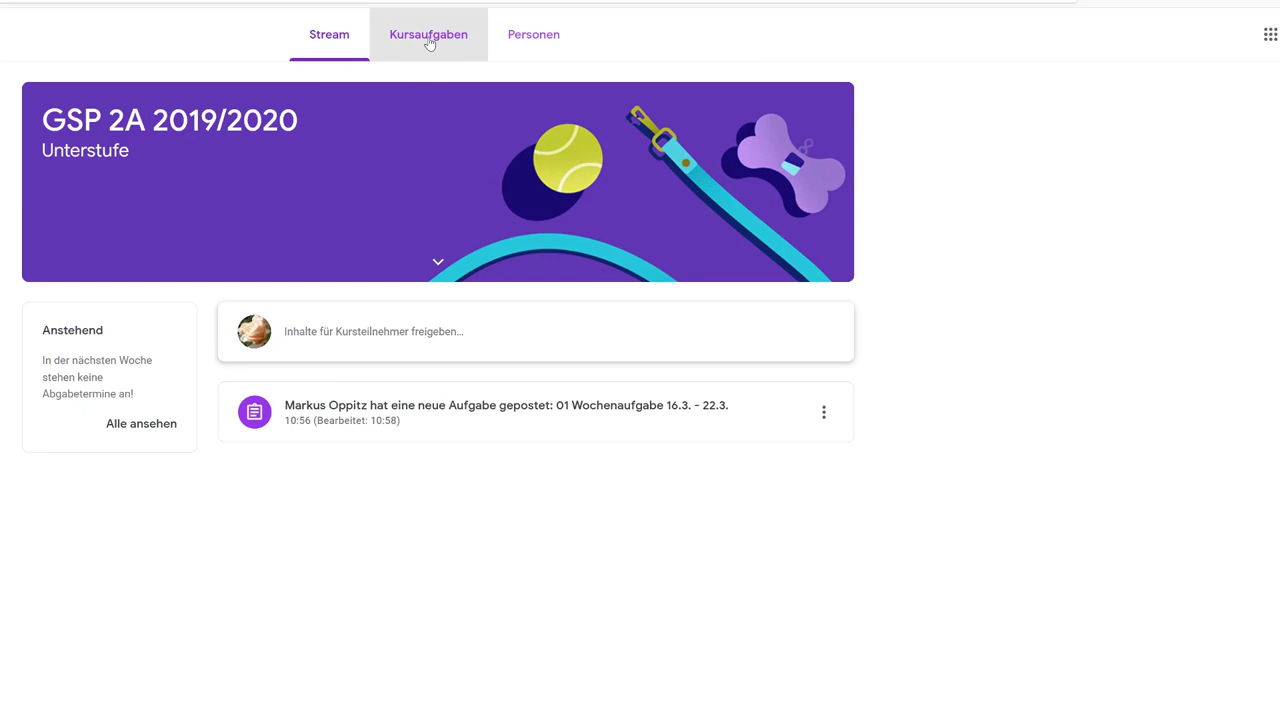 Stream
Kursaufgaben
Personen
GSP 2A 2019/2020
Unterstufe
Anstehend
In der nächsten Woche
stehen keine
Abgabetermine an!
Alle ansehen
Inhalte für Kursteilnehmer freigeben...
Markus Oppitz hat eine neue Aufgabe gepostet: 01 Wochenaufgabe 16.3. - 22.3.
10:56 (Bearbeitet: 10:58)